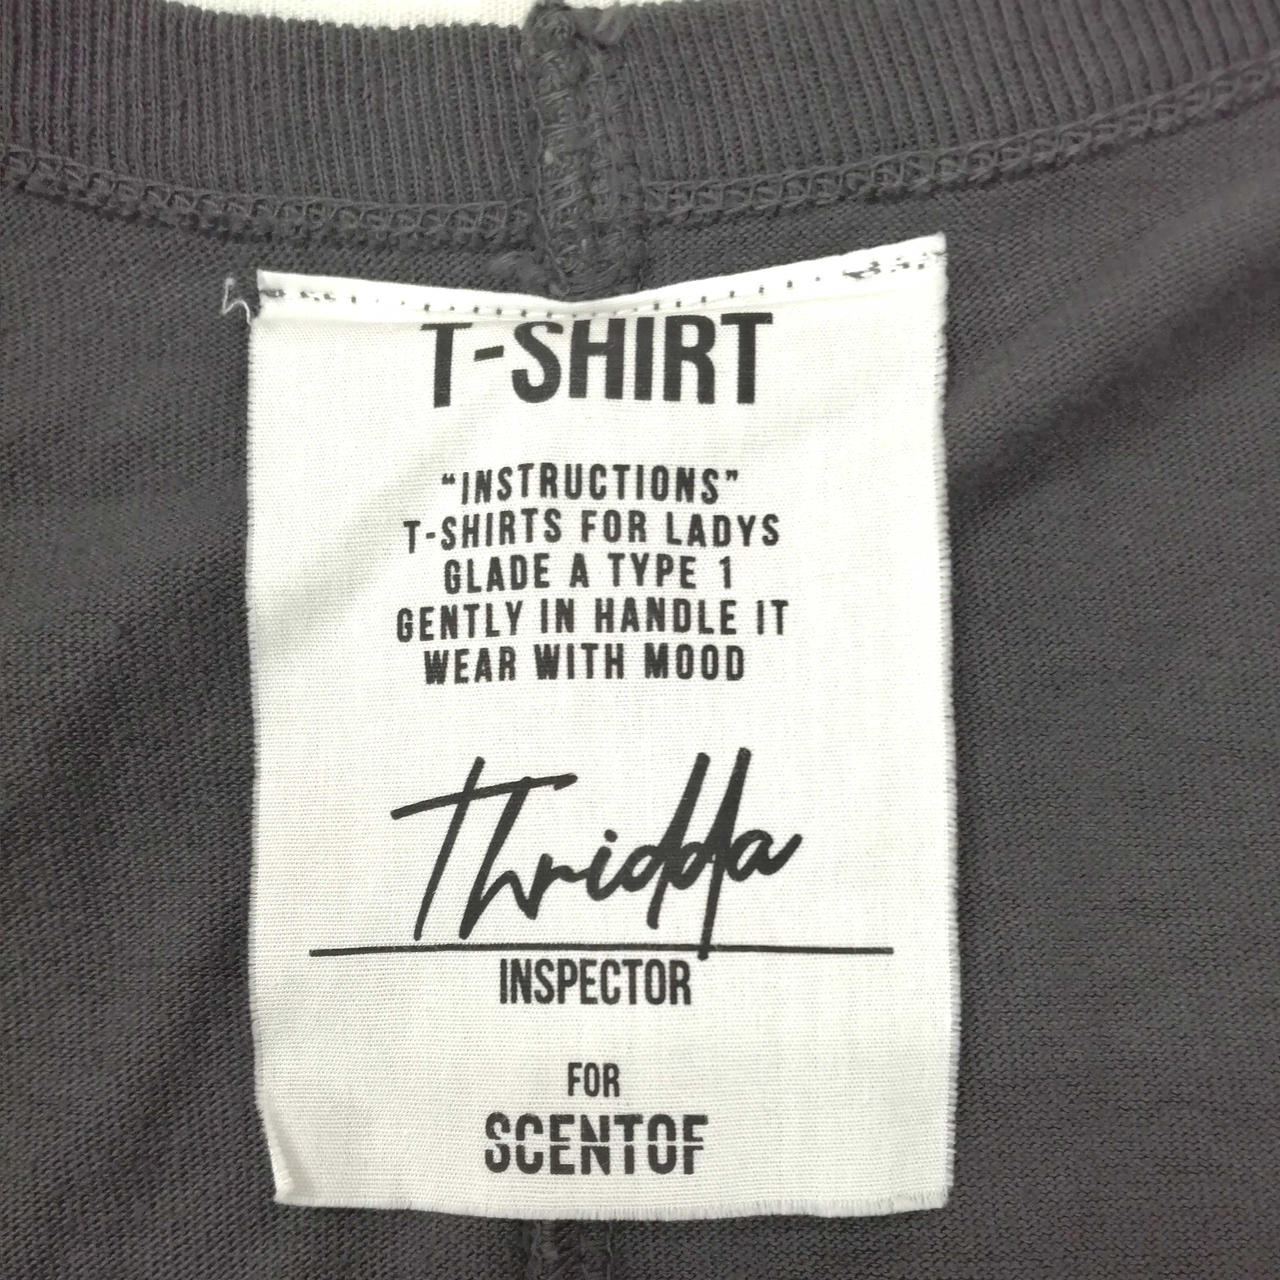 T-SHIRT
“INSTRUCTIONS”
T-SHIRTS FOR LADYS
GLADE A TYPE 1
GENTLY IN HANDLE IT
WEAR WITH MOOD
Thridda
INSPECTOR
FOR
SCENTOF